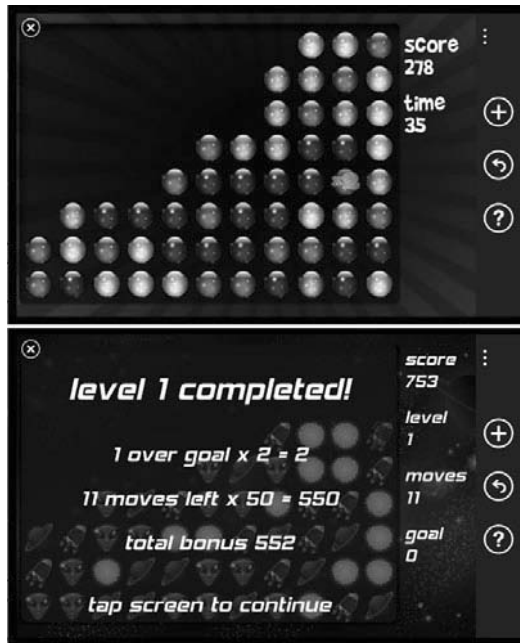 score
278
time
35
?
level 1 completed!
1 over goal x 2 = 2
11 moves left x 50 = 550
total bonus 552
tap screen to continue
score
753
level
1
moves
11
goal
0
?